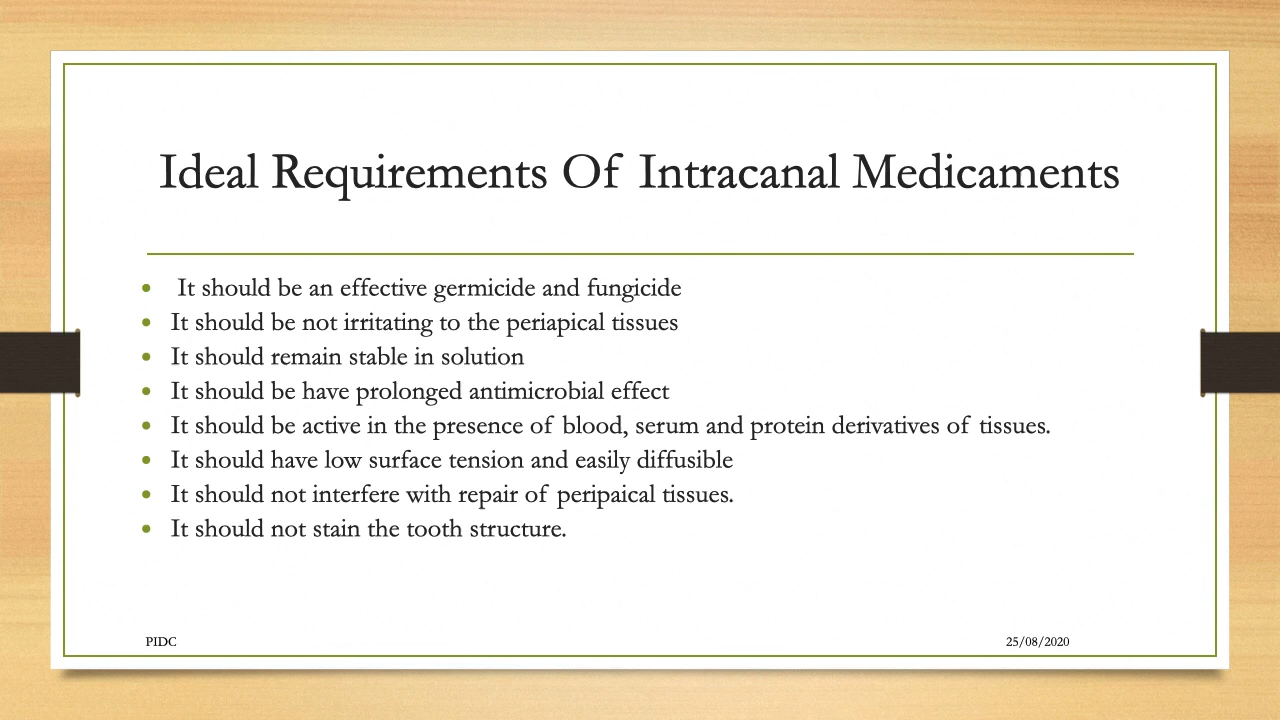 Ideal Requirements Of Intracanal Medicaments
• It should be an effective germicide and fungicide
• It should be not irritating to the periapical tissues
• It should remain stable in solution
• It should be have prolonged antimicrobial effect
• It should be active in the presence of blood, serum and protein derivatives of tissues.
• It should have low surface tension and easily diffusible
• It should not interfere with repair of peripaical tissues.
• It should not stain the tooth structure.
PIDC
25/08/2020